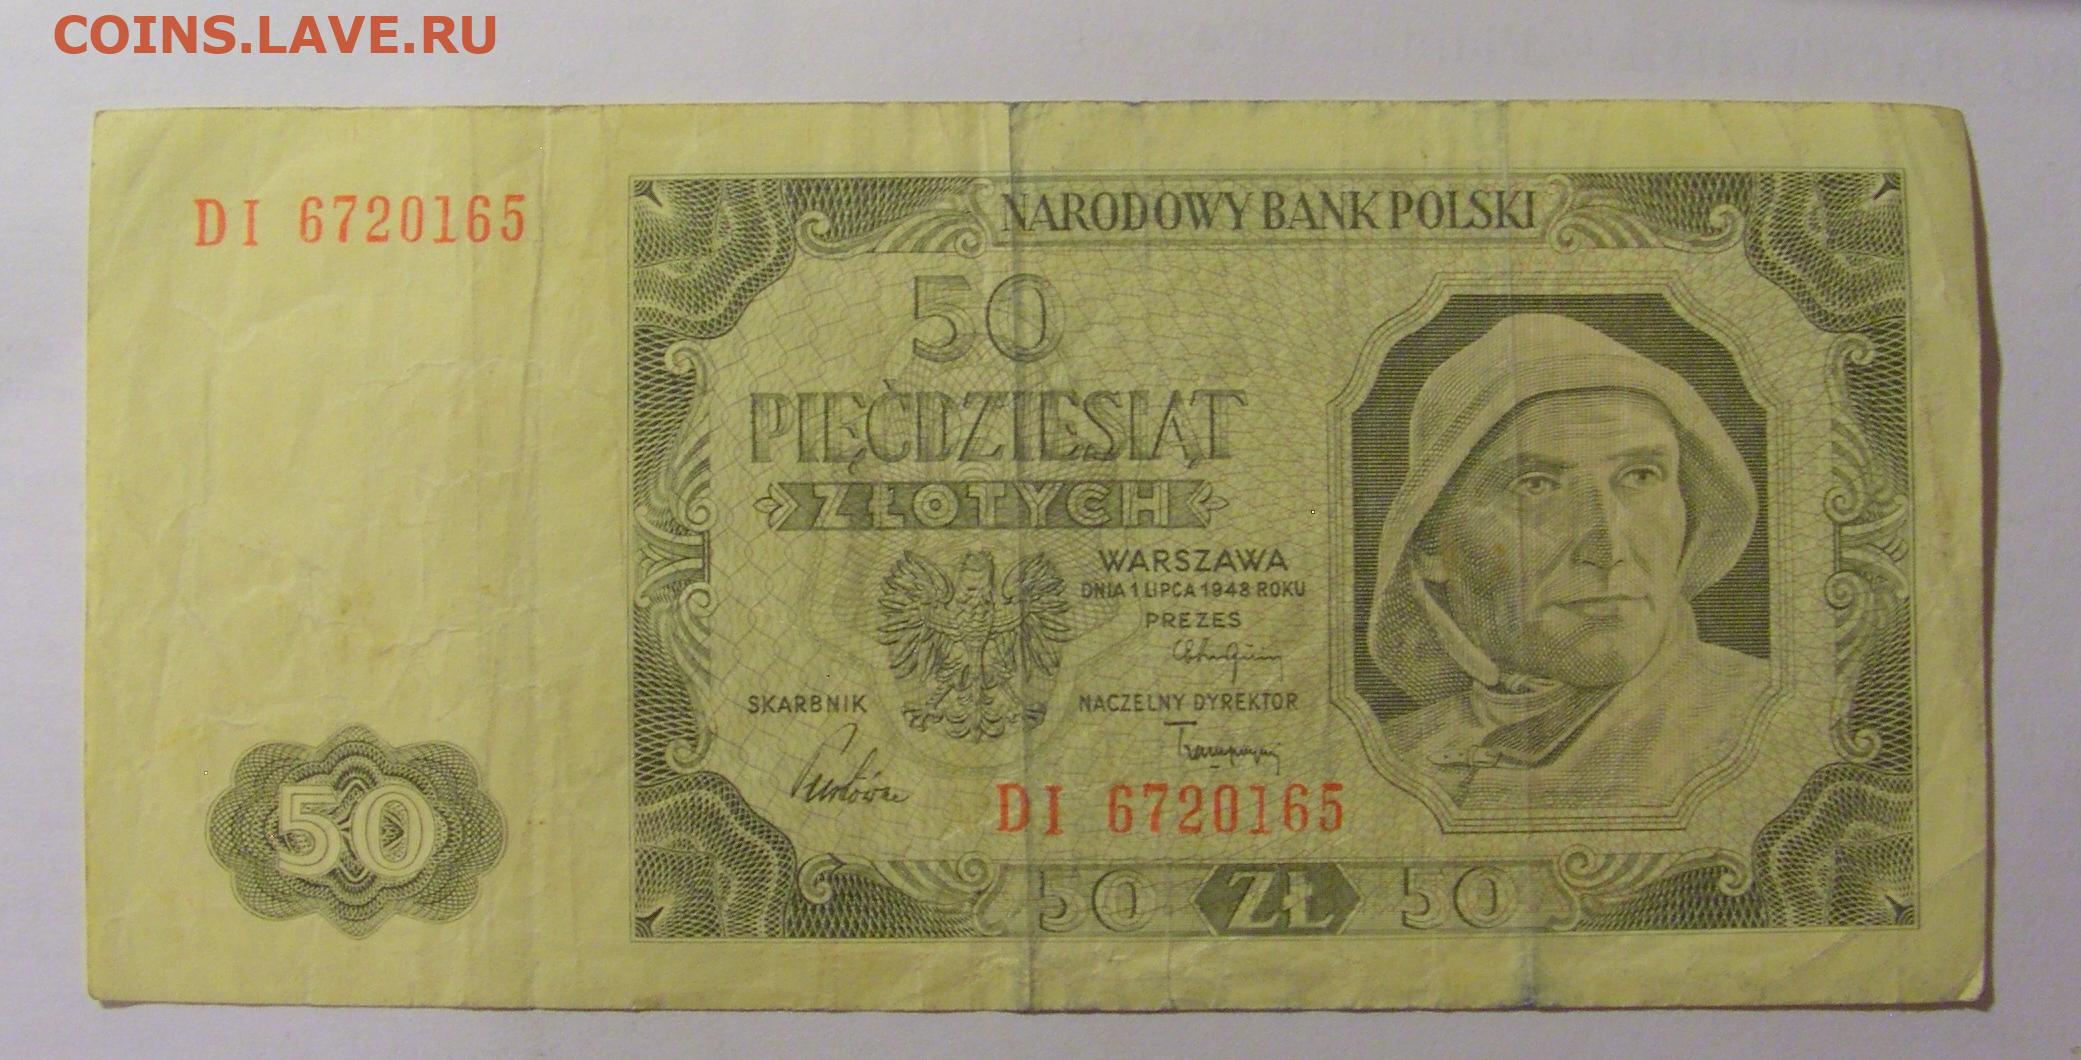 COINS.LAVE.RU
DI 6720165
NARODOWY BANK POLSKI
50
PIĘĆDZIESIĄT
ZŁOTYCH
WARSZAWA
DNIA 1 LIPCA 1948 ROKU
PREZES
SKARBNIK
NACZELNY DYREKTOR
DI 6720165
50
50 ZŁ 50